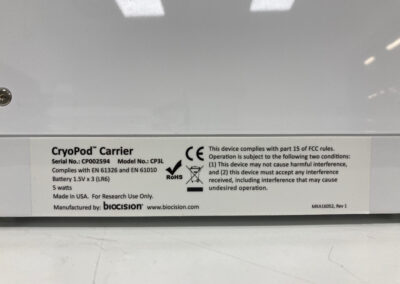 CryoPod™ Carrier
Serial No.: CP002594 Model No.: CP3L
Complies with EN 61326 and EN 61010
Battery 1.5V x 3 (LR6)
5 watts
Made in USA. For Research Use Only.
Manufactured by: biocision® www.biocision.com
RoHS
CE
This device complies with part 15 of FCC rules.
Operation is subject to the following two conditions:
(1) This device may not cause harmful interference,
and (2) this device must accept any interference
received, including interference that may cause
undesired operation.
MKA16052, Rev 1